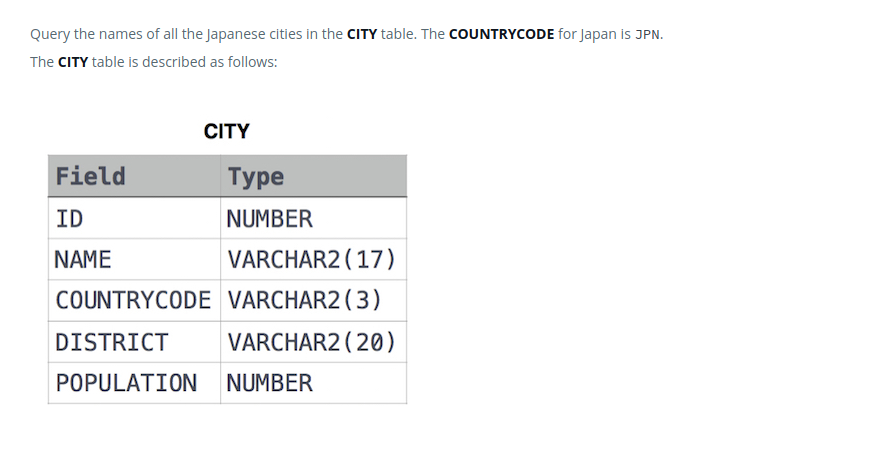 Query the names of all the Japanese cities in the CITY table. The COUNTRYCODE for Japan is JPN.
The CITY table is described as follows:
CITY
Field Type
ID NUMBER
NAME VARCHAR2(17)
COUNTRYCODE VARCHAR2(3)
DISTRICT VARCHAR2(20)
POPULATION NUMBER